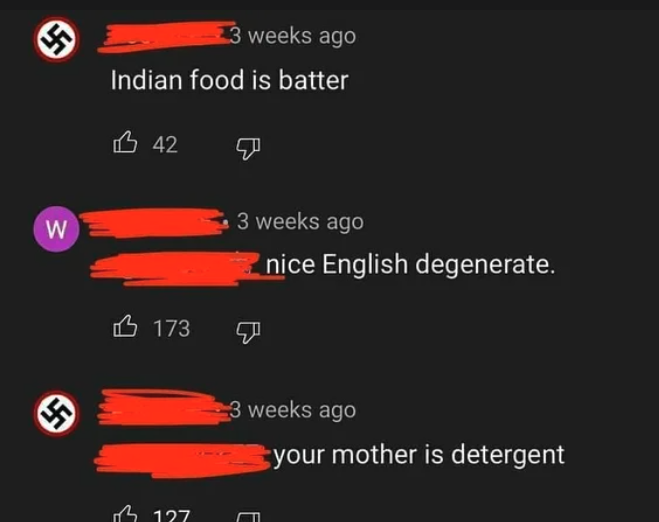 3 weeks ago
Indian food is batter
42
W
3 weeks ago
nice English degenerate.
173
3 weeks ago
your mother is detergent
127